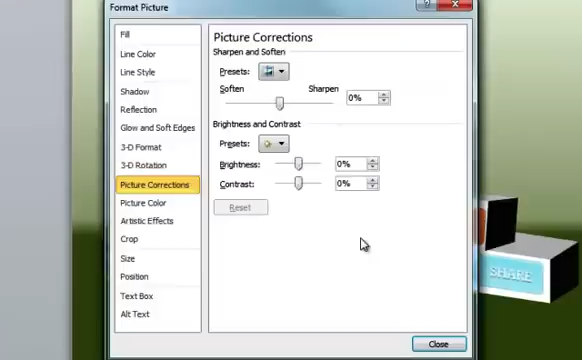 Format Picture
Fill
Line Color
Line Style
Shadow
Reflection
Glow and Soft Edges
3-D Format
3-D Rotation
Picture Corrections
Picture Color
Artistic Effects
Crop
Size
Position
Text Box
Alt Text
Picture Corrections
Sharpen and Soften
Presets:
Soften Sharpen
0%
Brightness and Contrast
Presets:
Brightness: 0%
Contrast: 0%
Reset
SHARE
Close